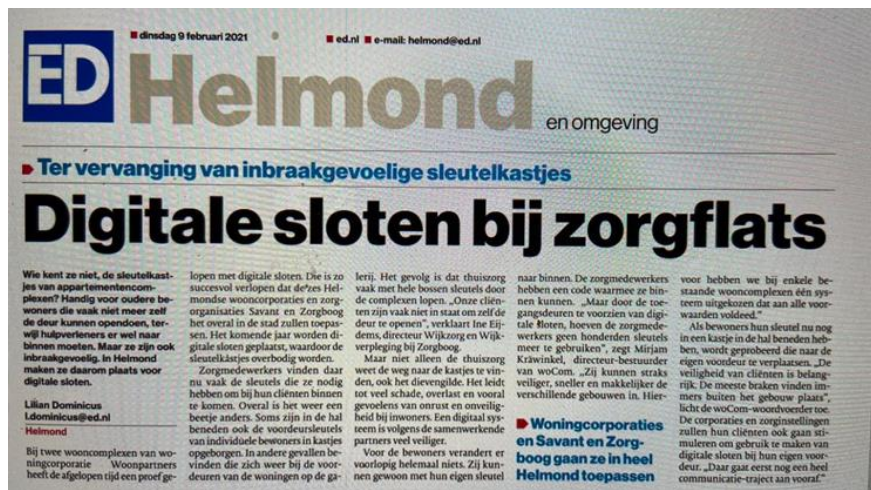 dinsdag 9 februari 2021
ed.nl e-mail: helmond@ed.nl
ED
Helmond
en omgeving
Ter vervanging van inbraakgevoelige sleutelkastjes
Digitale sloten bij zorgflats
Wie kent ze niet, de sleutelkast-
jes van appartementencom-
plexen? Handig voor oudere be-
woners die vaak niet meer zelf
de deur kunnen opendoen, ter-
wijl hulpverleners er wel naar
binnen moeten. Maar ze zijn ook
inbraakgevoelig. In Helmond
maken ze daarom plaats voor
digitale sloten.
Lilian Dominicus
l.dominicus@ed.nl
Helmond
Bij twee wooncomplexen van wo-
ningcorporatie Woonpartners
heeft de afgelopen tijd een proef ge-
lopen met digitale sloten. Die is zo
succesvol verlopen dat de zes Hel-
mondse wooncorporaties en zorg-
organisaties Savant en Zorgboog
het overal in de stad zullen toepas-
sen. Het komende jaar worden di-
gitale sloten geplaatst, waardoor de
sleutelkastjes overbodig worden.
Zorgmedewerkers vinden daar
nu vaak de sleutels die ze nodig
hebben om bij hun cliënten binnen
te komen. Overal is het weer een
beetje anders. Soms zijn in de hal
beneden ook de voordeursleutels
van individuele bewoners in kastjes
opgeborgen. In andere gevallen be-
vinden die zich weer bij de voor-
deuren van de woningen op de ga-
lerij. Het gevolg is dat thuiszorg
vaak met hele bossen sleutels door
de complexen lopen. „Onze cliën-
ten zijn vaak niet in staat om zelf de
deur te openen”, verklaart Ine Eij-
dems, directeur Wijkzorg en Wijk-
verpleging bij Zorgboog.
Maar niet alleen de thuiszorg
weet de weg naar de kastjes te vin-
den, ook het dievengilde. Het leidt
tot veel schade, overlast en vooral
gevoelens van onrust en onveilig-
heid bij inwoners. Een digitaal sys-
teem is volgens de samenwerkende
partners veel veiliger.
Voor de bewoners verandert er
voorlopig helemaal niets. Zij kun-
nen gewoon met hun eigen sleutel
naar binnen. De zorgmedewerkers
hebben een code waarmee ze bin-
nen kunnen. „Maar door de toe-
gangsdeuren te voorzien van digi-
tale sloten, hoeven de zorgmede-
werkers geen honderden sleutels
meer te gebruiken”, zegt Mirjam
Kräwinkel, directeur-bestuurder
van woCom. „Zij kunnen straks
veiliger, sneller en makkelijker de
verschillende gebouwen in. Hier-
Woningcorporaties
en Savant en Zorg-
boog gaan ze in heel
Helmond toepassen
voor hebben we bij enkele be-
staande wooncomplexen één sys-
teem uitgekozen dat aan alle voor-
waarden voldeed.”
Als bewoners hun sleutel nu nog
in een kastje in de hal beneden heb-
ben, wordt geprobeerd die naar de
eigen voordeur te verplaatsen. „De
veiligheid van cliënten is belang-
rijk. De meeste braken vinden im-
mers buiten het gebouw plaats”,
licht de woCom-woordvoerder toe.
De corporaties en zorginstellingen
zullen hun cliënten ook gaan sti-
muleren om gebruik te maken van
digitale sloten bij hun eigen voor-
deur. „Daar gaat eerst nog een heel
communicatie-traject aan vooraf.”